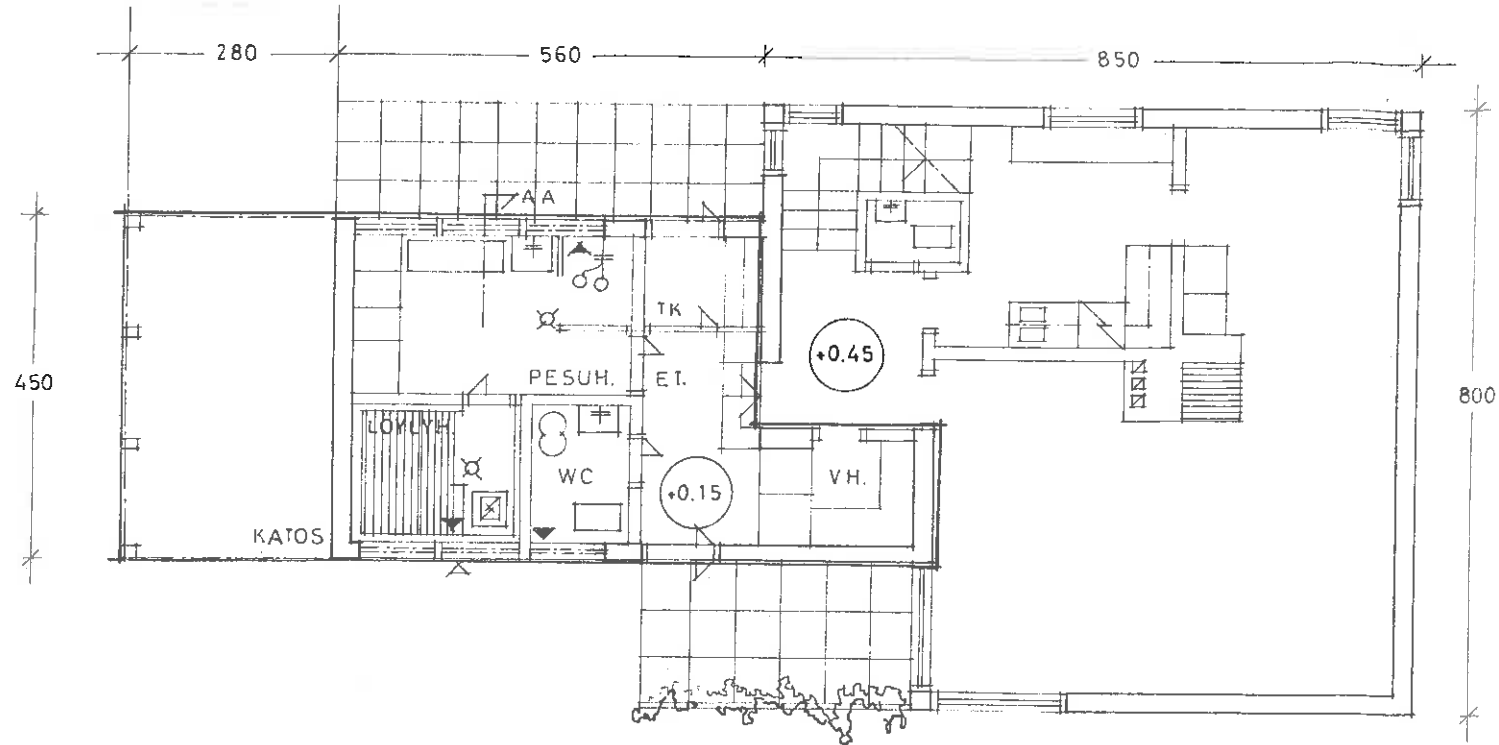 280 560 850
AA
TK
+0.45
450
PESUH. ET.
800
LÖYLYH.
WC
VH.
+0.15
KATOS